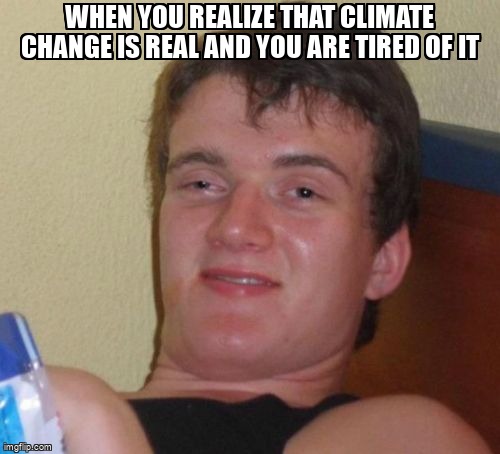 WHEN YOU REALIZE THAT CLIMATE
CHANGE IS REAL AND YOU ARE TIRED OF IT
imgflip.com